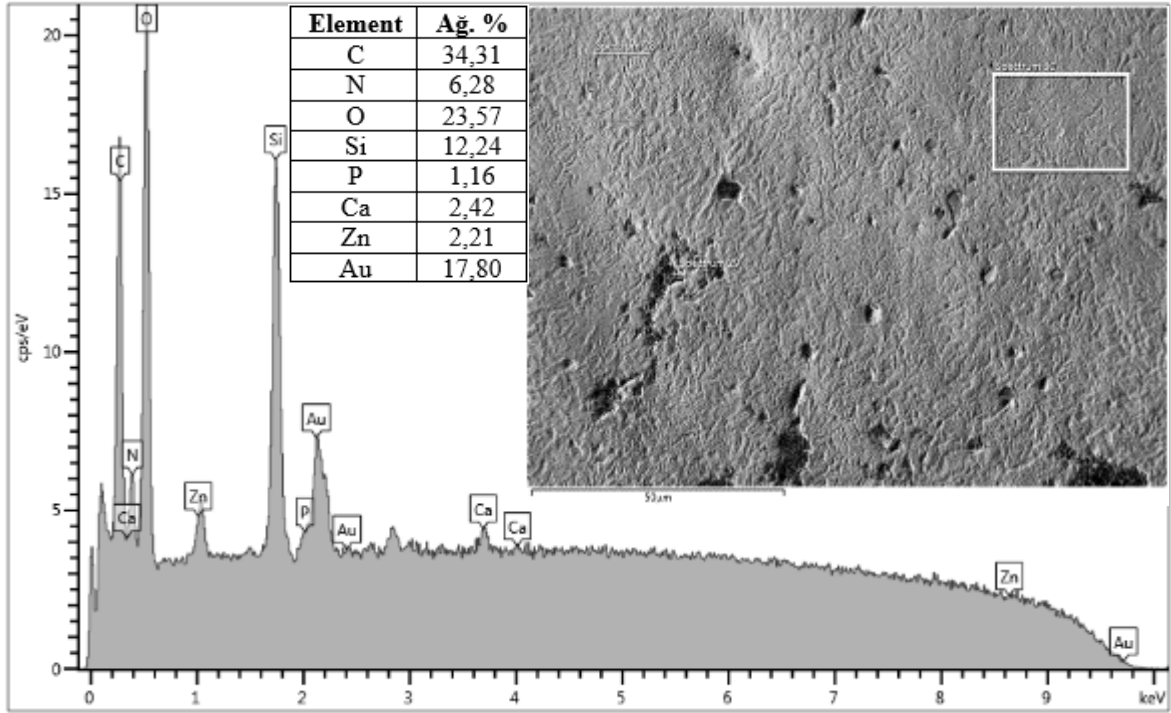 Element Ağ. %
C 34,31
N 6,28
O 23,57
Si 12,24
P 1,16
Ca 2,42
Zn 2,21
Au 17,80
cps/eV
20
15
10
5
0
O
C
N
Ca
Zn
Si
P
Au
Au
Ca
Ca
Zn
Au
0 1 2 3 4 5 6 7 8 9 keV
50µm